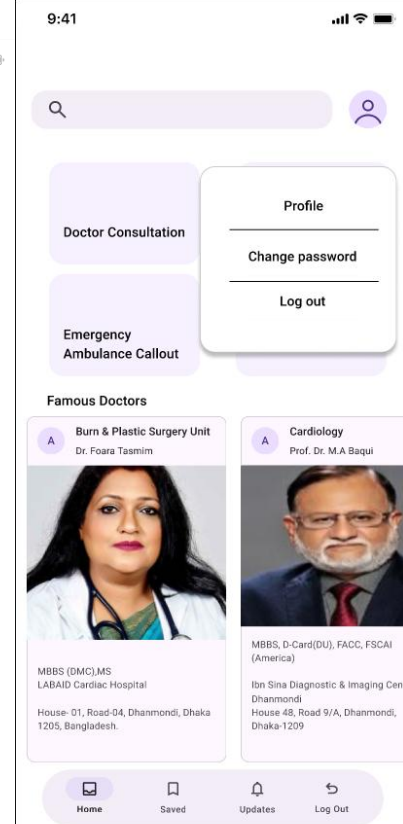 9:41
Profile
Doctor Consultation
Change password
Log out
Emergency
Ambulance Callout
Famous Doctors
A
Burn & Plastic Surgery Unit
Dr. Foara Tasmim
MBBS (DMC),MS
LABAID Cardiac Hospital
House- 01, Road-04, Dhanmondi, Dhaka
1205, Bangladesh.
A
Cardiology
Prof. Dr. M.A Baqui
MBBS, D-Card(DU), FACC, FSCAI
(America)
Ibn Sina Diagnostic & Imaging Cen
Dhanmondi
House 48, Road 9/A, Dhanmondi,
Dhaka-1209
Home
Saved
Updates
Log Out